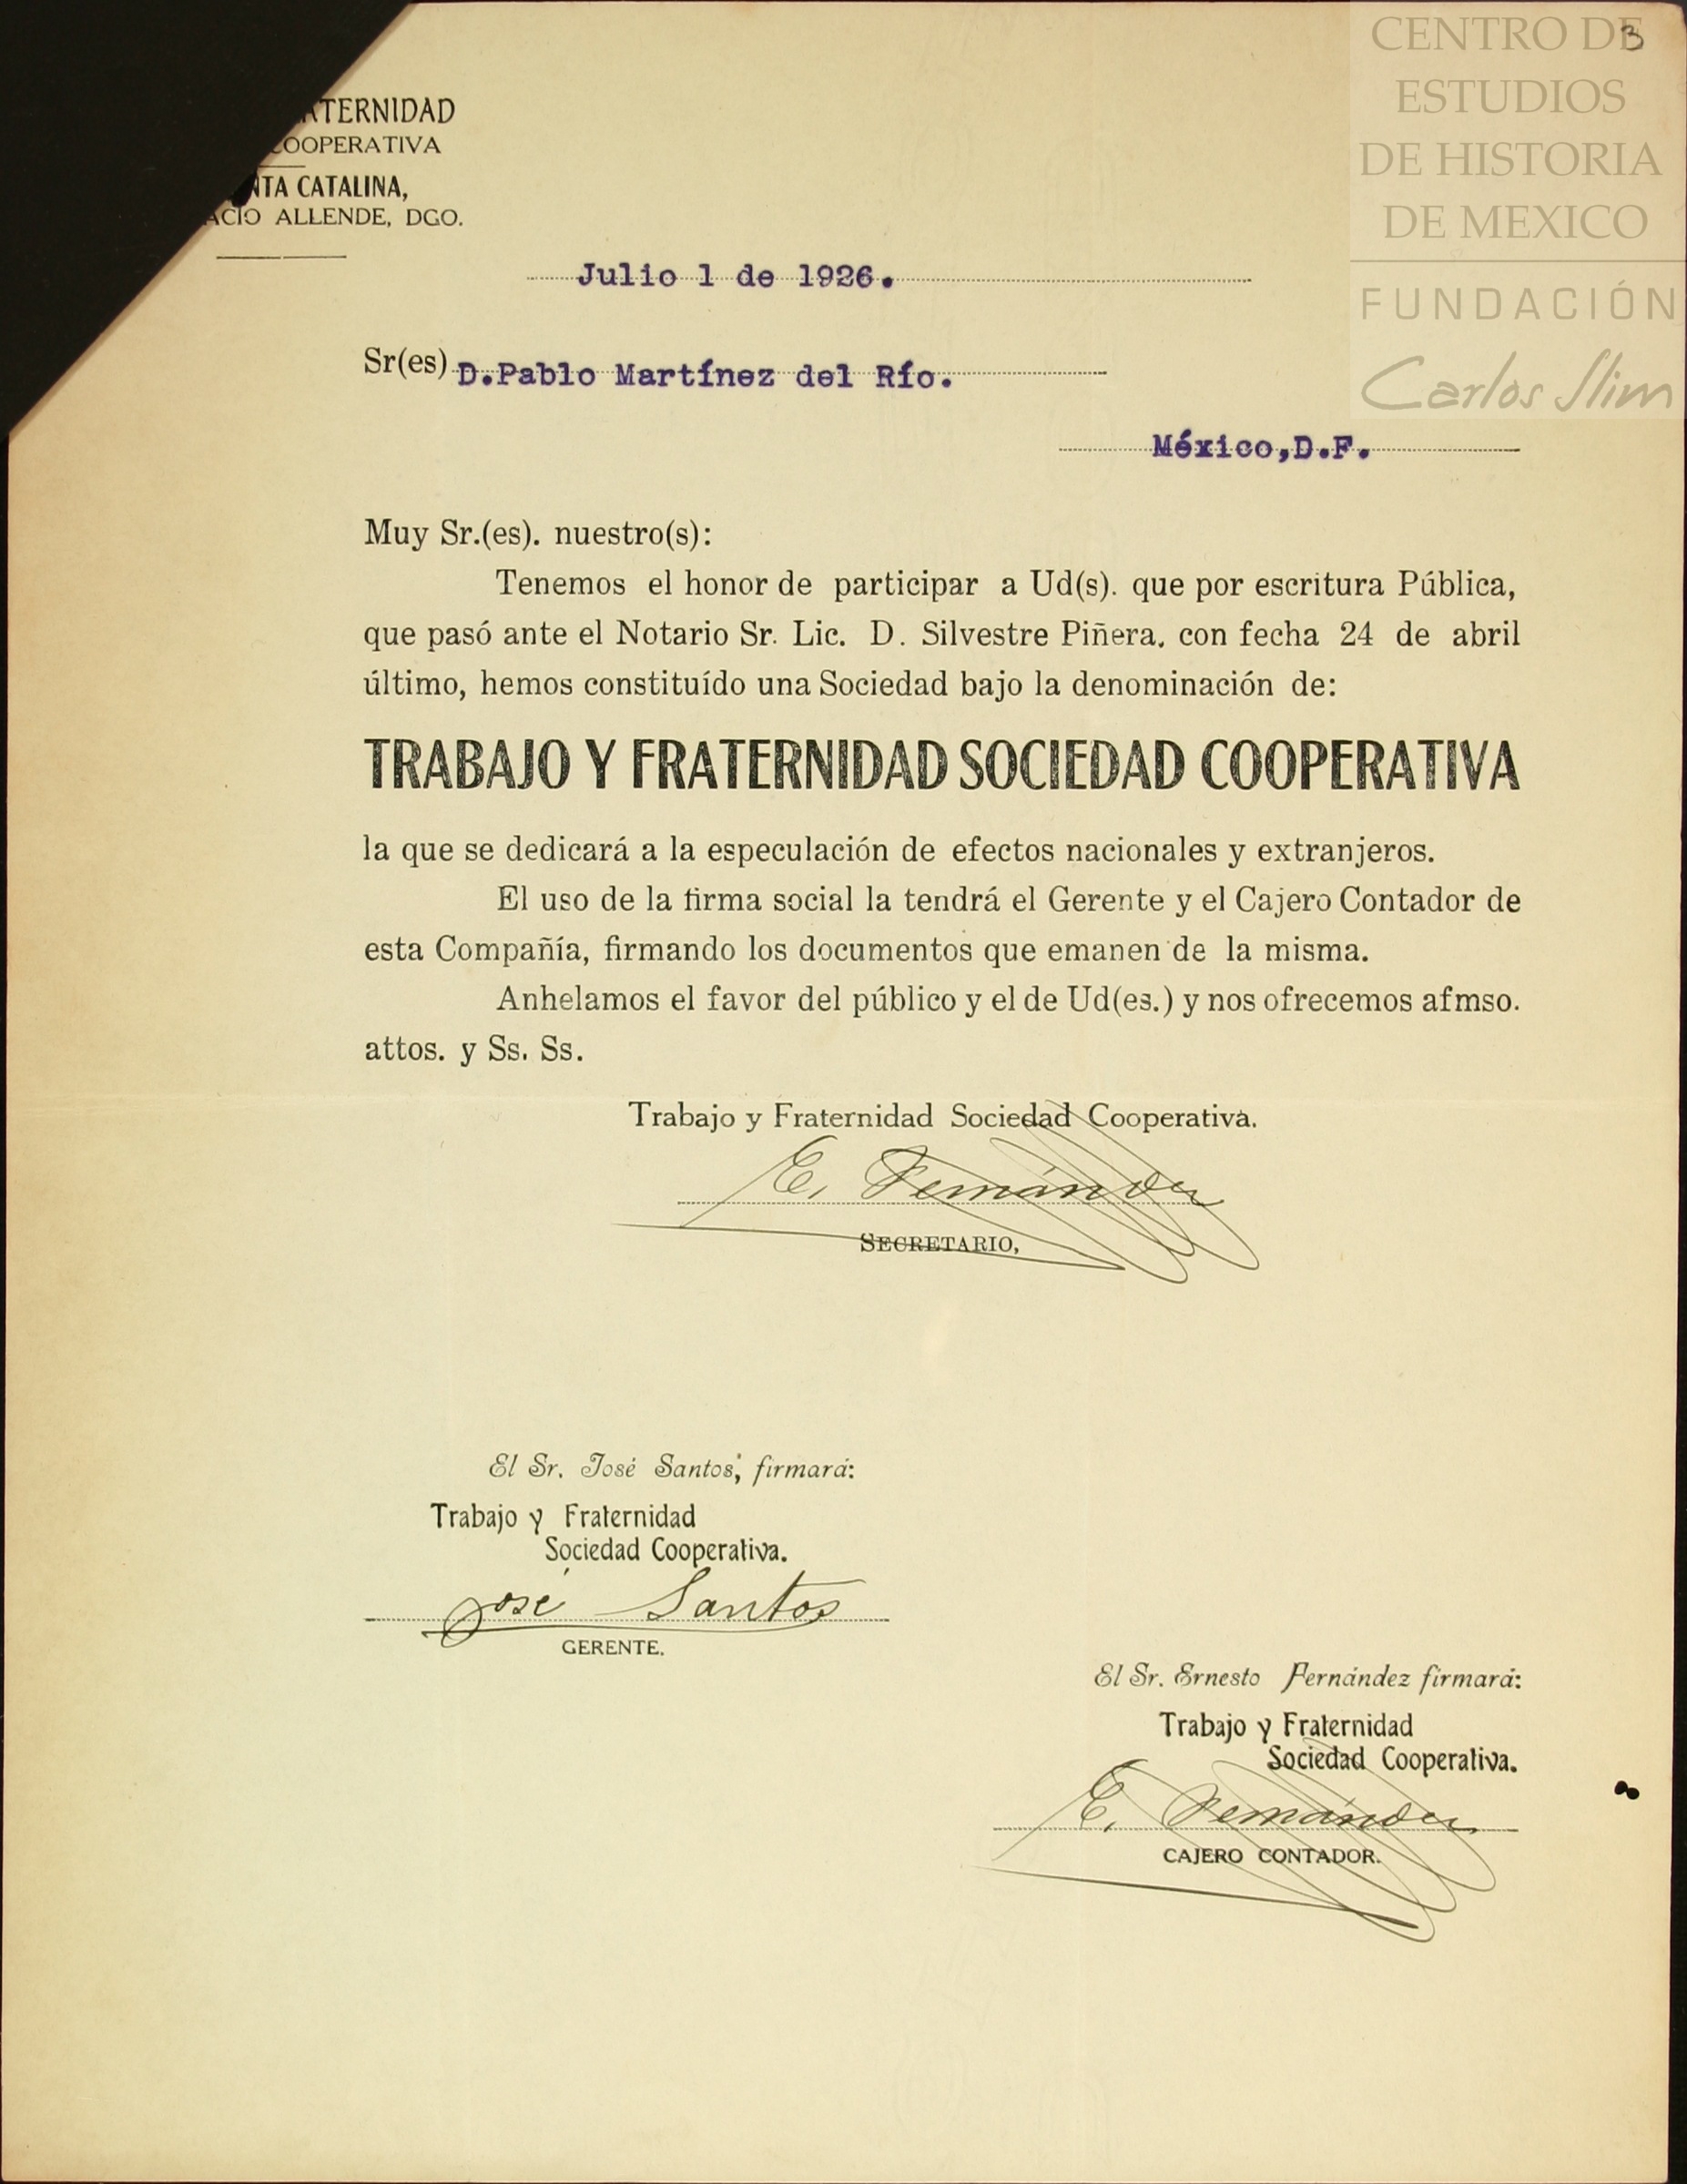 ATERNIDAD
COOPERATIVA
NTA CATALINA,
ACIO ALLENDE, DGO.
3
CENTRO DE
ESTUDIOS
DE HISTORIA
DE MEXICO
FUNDACIÓN
Carlos Slim
Julio 1 de 1926.
Sr(es) D.Pablo Martínez del Río.
México,D.F.
Muy Sr.(es). nuestro(s):
Tenemos el honor de participar a Ud(s). que por escritura Pública,
que pasó ante el Notario Sr. Lic. D. Silvestre Piñera, con fecha 24 de abril
último, hemos constituído una Sociedad bajo la denominación de:
TRABAJO Y FRATERNIDAD SOCIEDAD COOPERATIVA
la que se dedicará a la especulación de efectos nacionales y extranjeros.
El uso de la firma social la tendrá el Gerente y el Cajero Contador de
esta Compañía, firmando los documentos que emanen de la misma.
Anhelamos el favor del público y el de Ud(es.) y nos ofrecemos afmso.
attos. y Ss. Ss.
Trabajo y Fraternidad Sociedad Cooperativa.
E. Fernández
SECRETARIO,
El Sr. José Santos, firmará:
Trabajo y Fraternidad
Sociedad Cooperativa.
José Santos
GERENTE.
El Sr. Ernesto Fernández firmará:
Trabajo y Fraternidad
Sociedad Cooperativa.
E. Fernández
CAJERO CONTADOR.